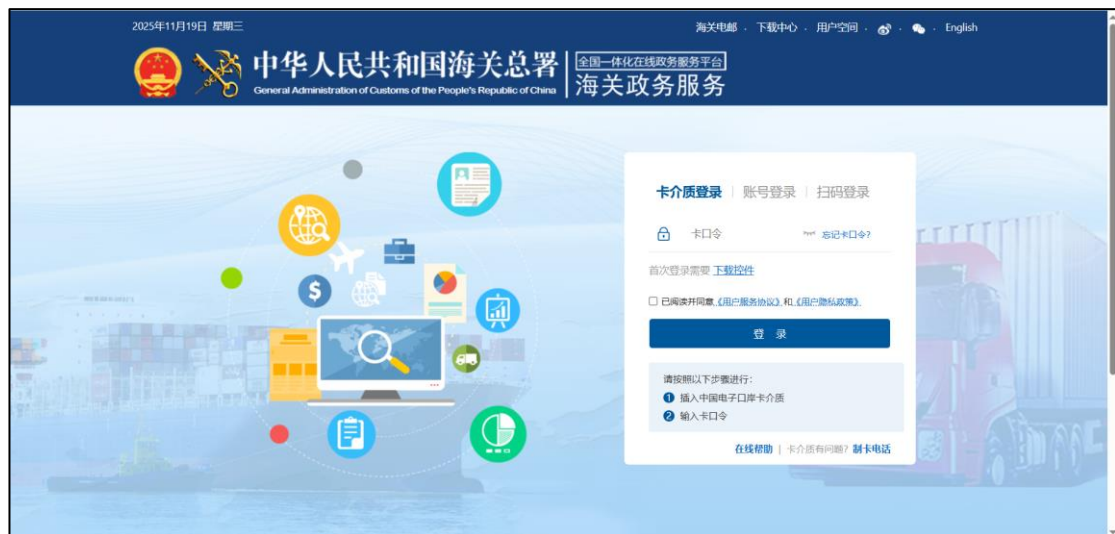 2025年11月19日 星期三
海关电邮 · 下载中心 · 用户空间 · · · English
中华人民共和国海关总署
General Administration of Customs of the People's Republic of China
全国一体化在线政务服务平台
海关政务服务
卡介质登录 | 账号登录 | 扫码登录
卡口令 忘记卡口令?
首次登录需要 下载控件
已阅读并同意《用户服务协议》和《用户隐私政策》
登 录
请按照以下步骤进行:
1 插入中国电子口岸卡介质
2 输入卡口令
在线帮助 | 卡介质有问题? 制卡电话